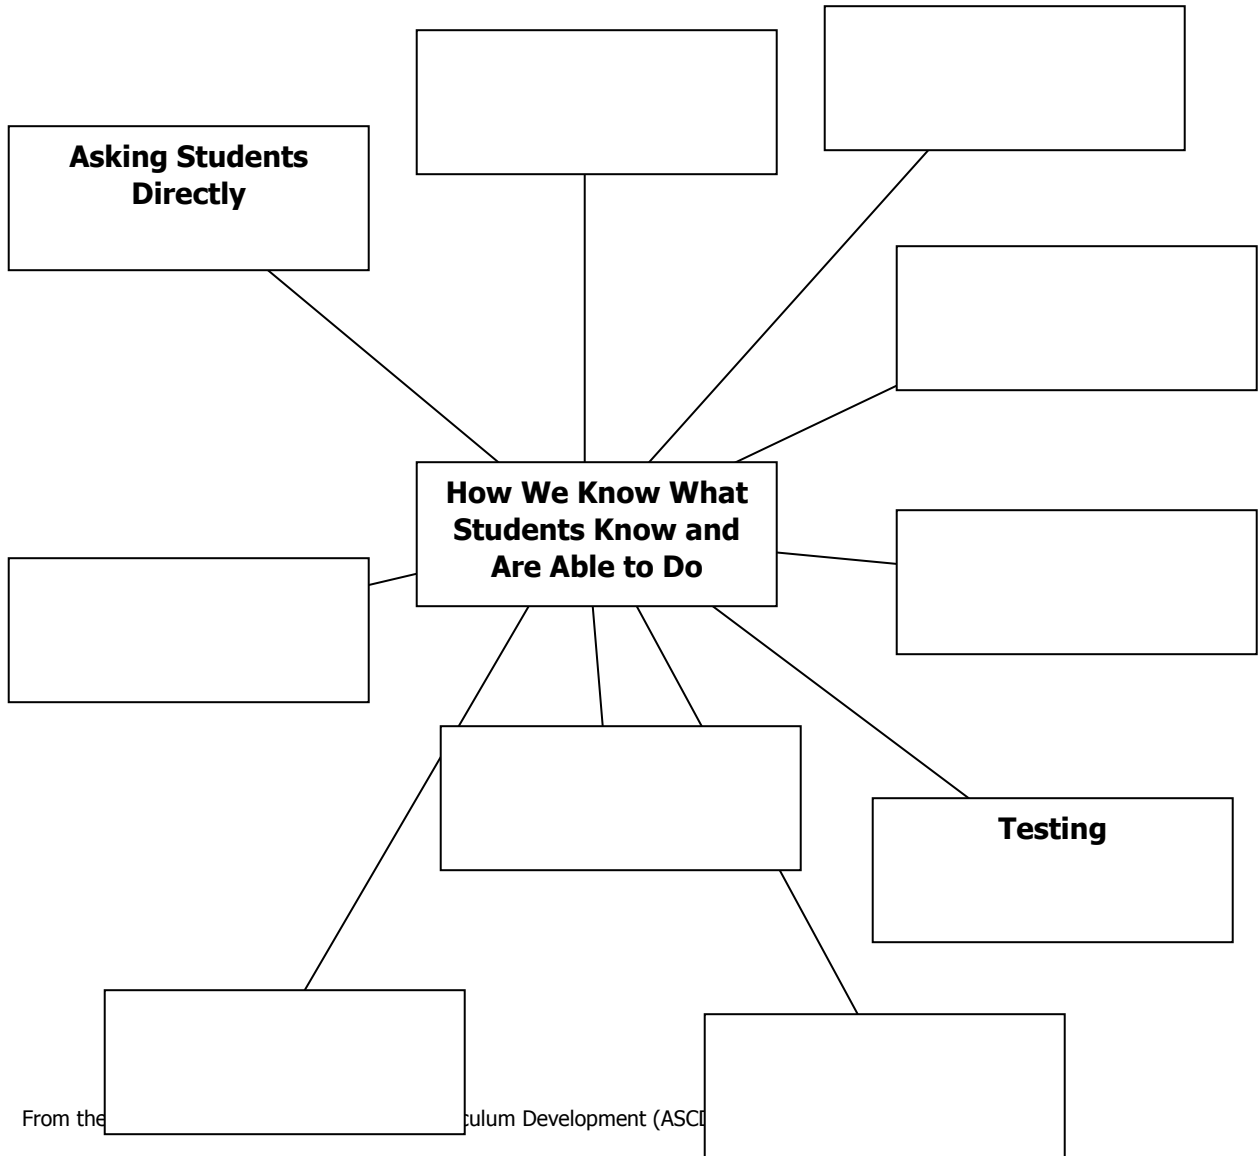 Asking Students
Directly
How We Know What
Students Know and
Are Able to Do
Testing
From the culum Development (ASCD